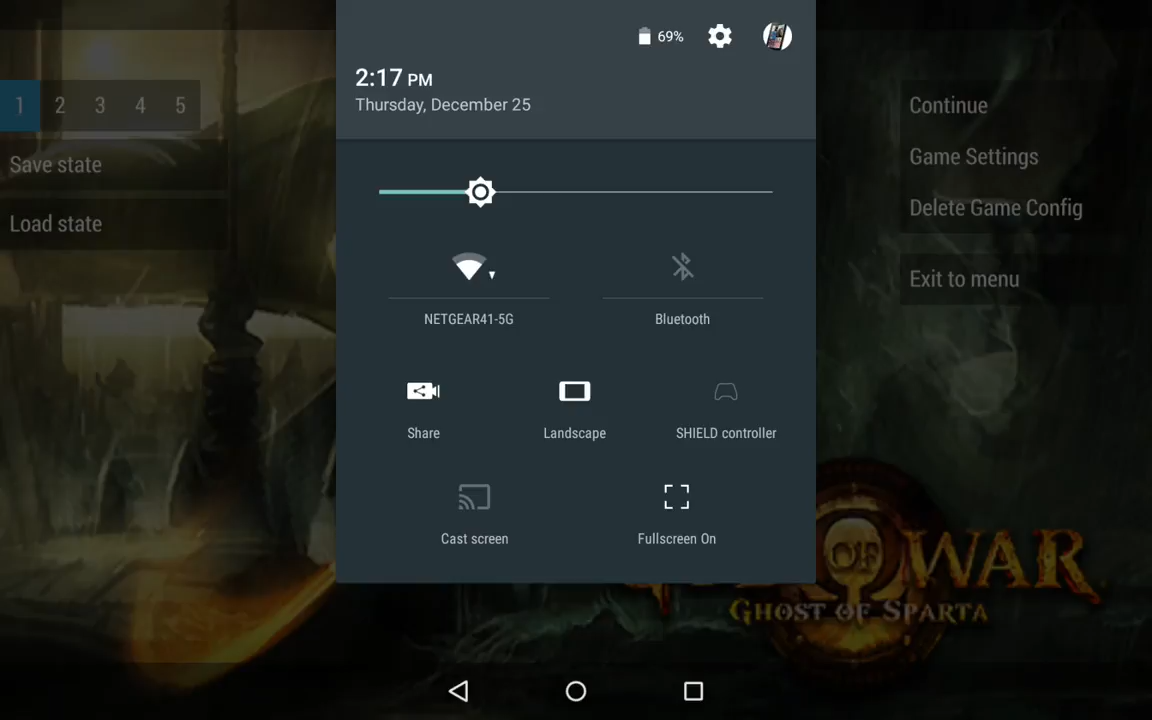 69%
2:17 PM
Thursday, December 25
1 2 3 4 5
Save state
Load state
Continue
Game Settings
Delete Game Config
Exit to menu
NETGEAR41-5G
Bluetooth
Share
Landscape
SHIELD controller
Cast screen
Fullscreen On
OF WAR
GHOST OF SPARTA